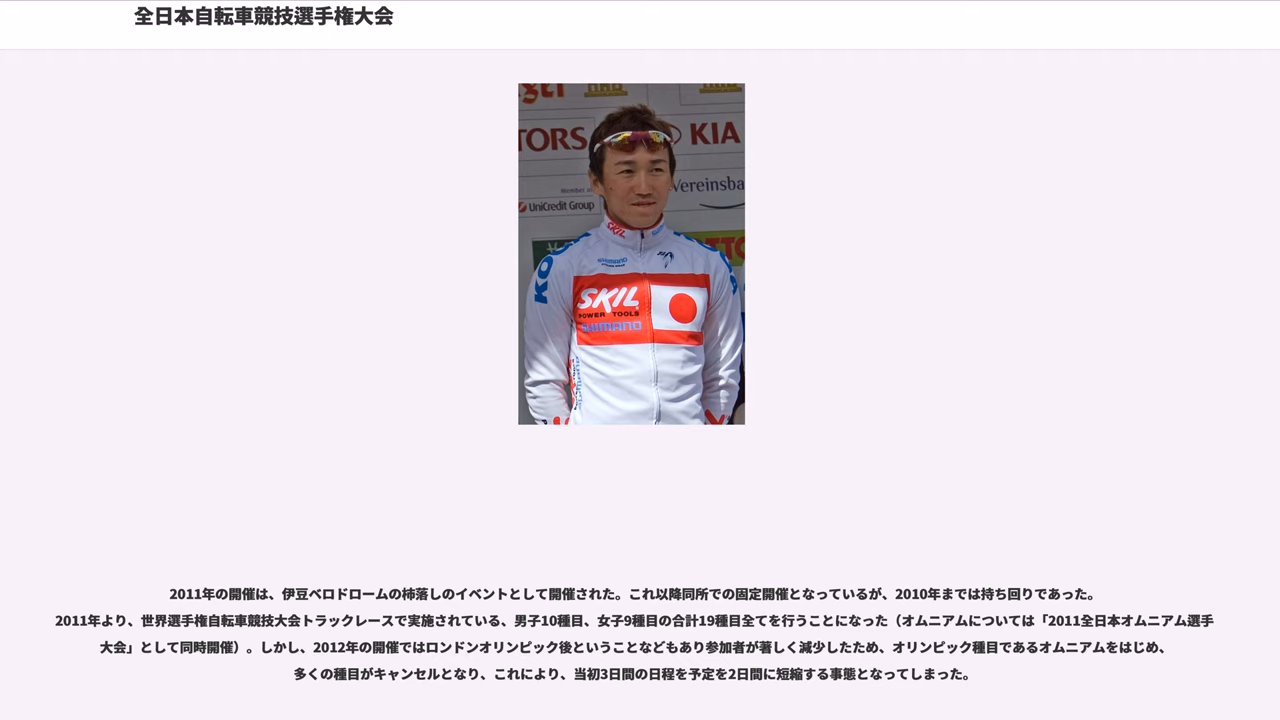 全日本自転車競技選手権大会
TORS
KIA
Member of
Vereinsba
UniCredit Group
SKIL
SHIMANO
KO
SKIL
POWER TOOLS
SHIMANO
2011年の開催は、伊豆ベロドロームの杮落しのイベントとして開催された。これ以降同所での固定開催となっているが、2010年までは持ち回りであった。
2011年より、世界選手権自転車競技大会トラックレースで実施されている、男子10種目、女子9種目の合計19種目全てを行うことになった（オムニアムについては「2011全日本オムニアム選手
大会」として同時開催）。しかし、2012年の開催ではロンドンオリンピック後ということなどもあり参加者が著しく減少したため、オリンピック種目であるオムニアムをはじめ、
多くの種目がキャンセルとなり、これにより、当初3日間の日程を予定を2日間に短縮する事態となってしまった。